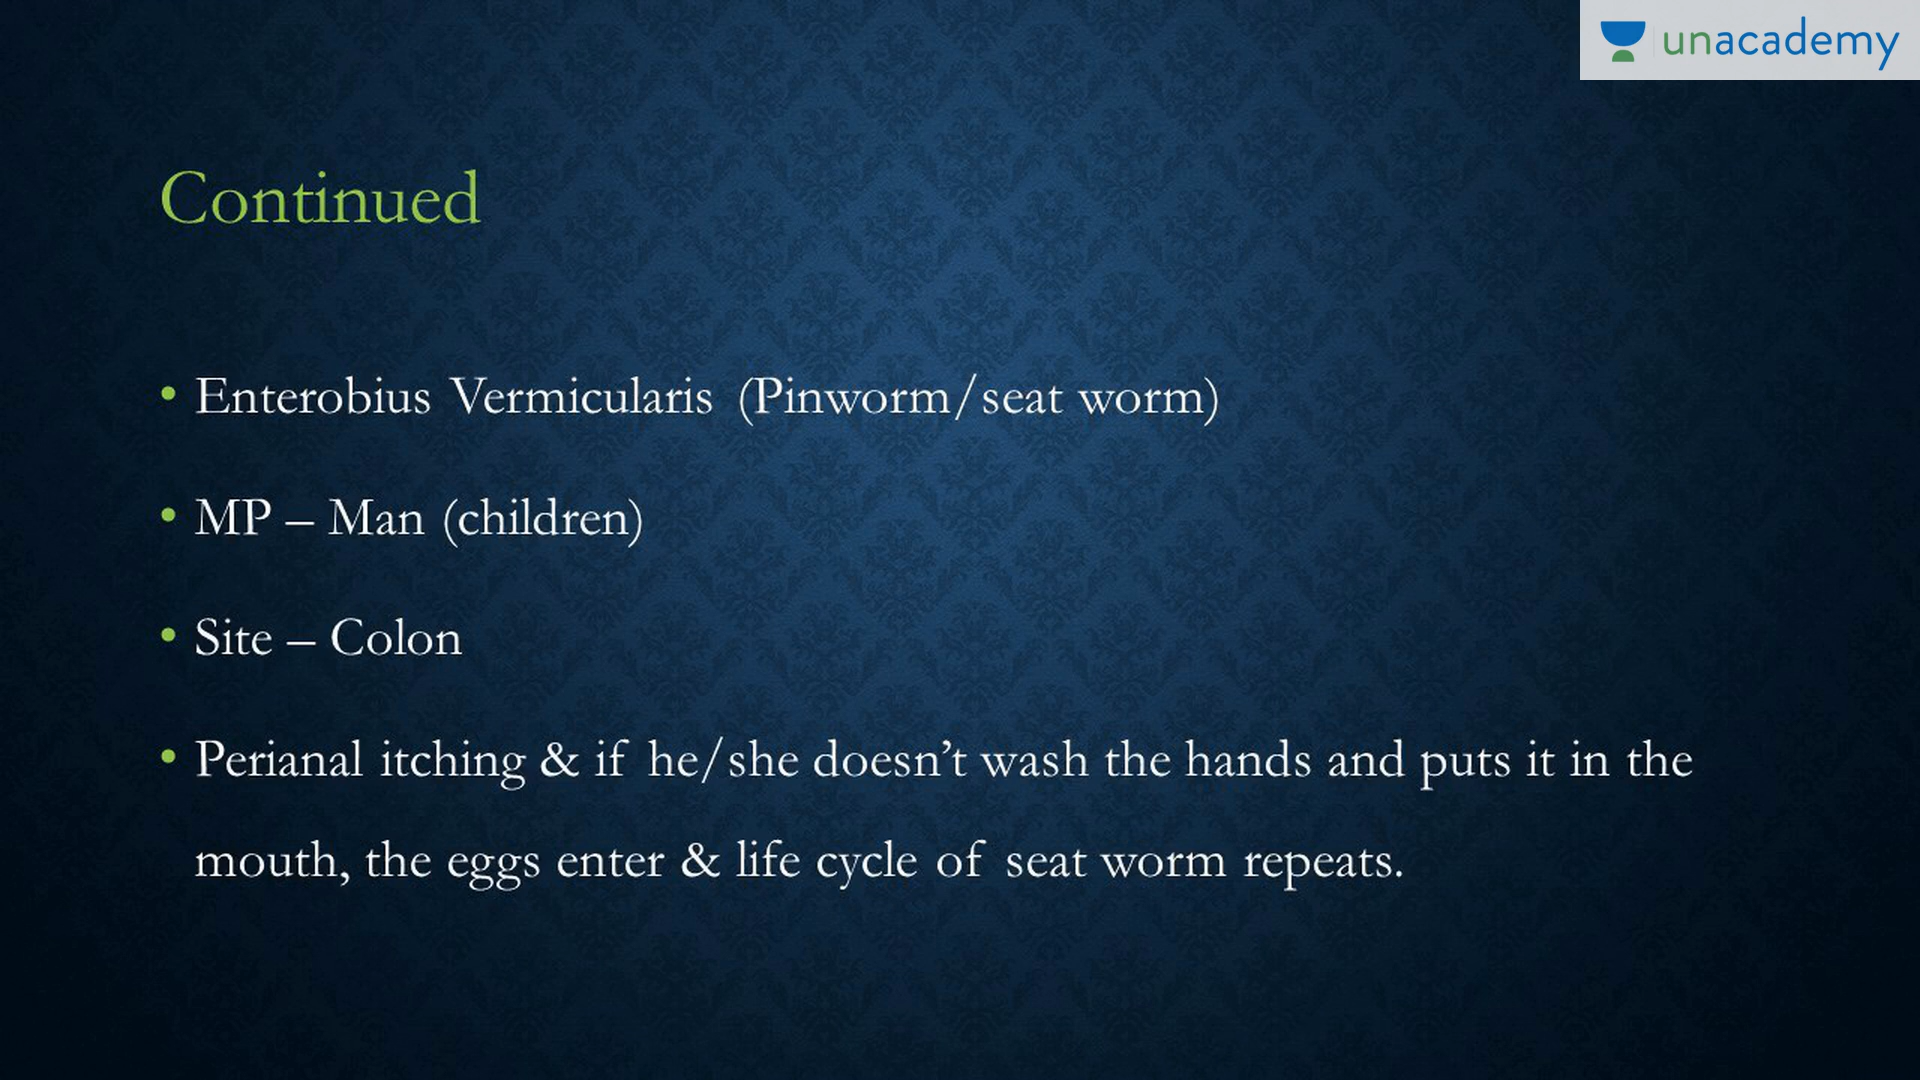 unacademy
Continued
• Enterobius Vermicularis (Pinworm/seat worm)
• MP – Man (children)
• Site – Colon
• Perianal itching & if he/she doesn’t wash the hands and puts it in the
mouth, the eggs enter & life cycle of seat worm repeats.